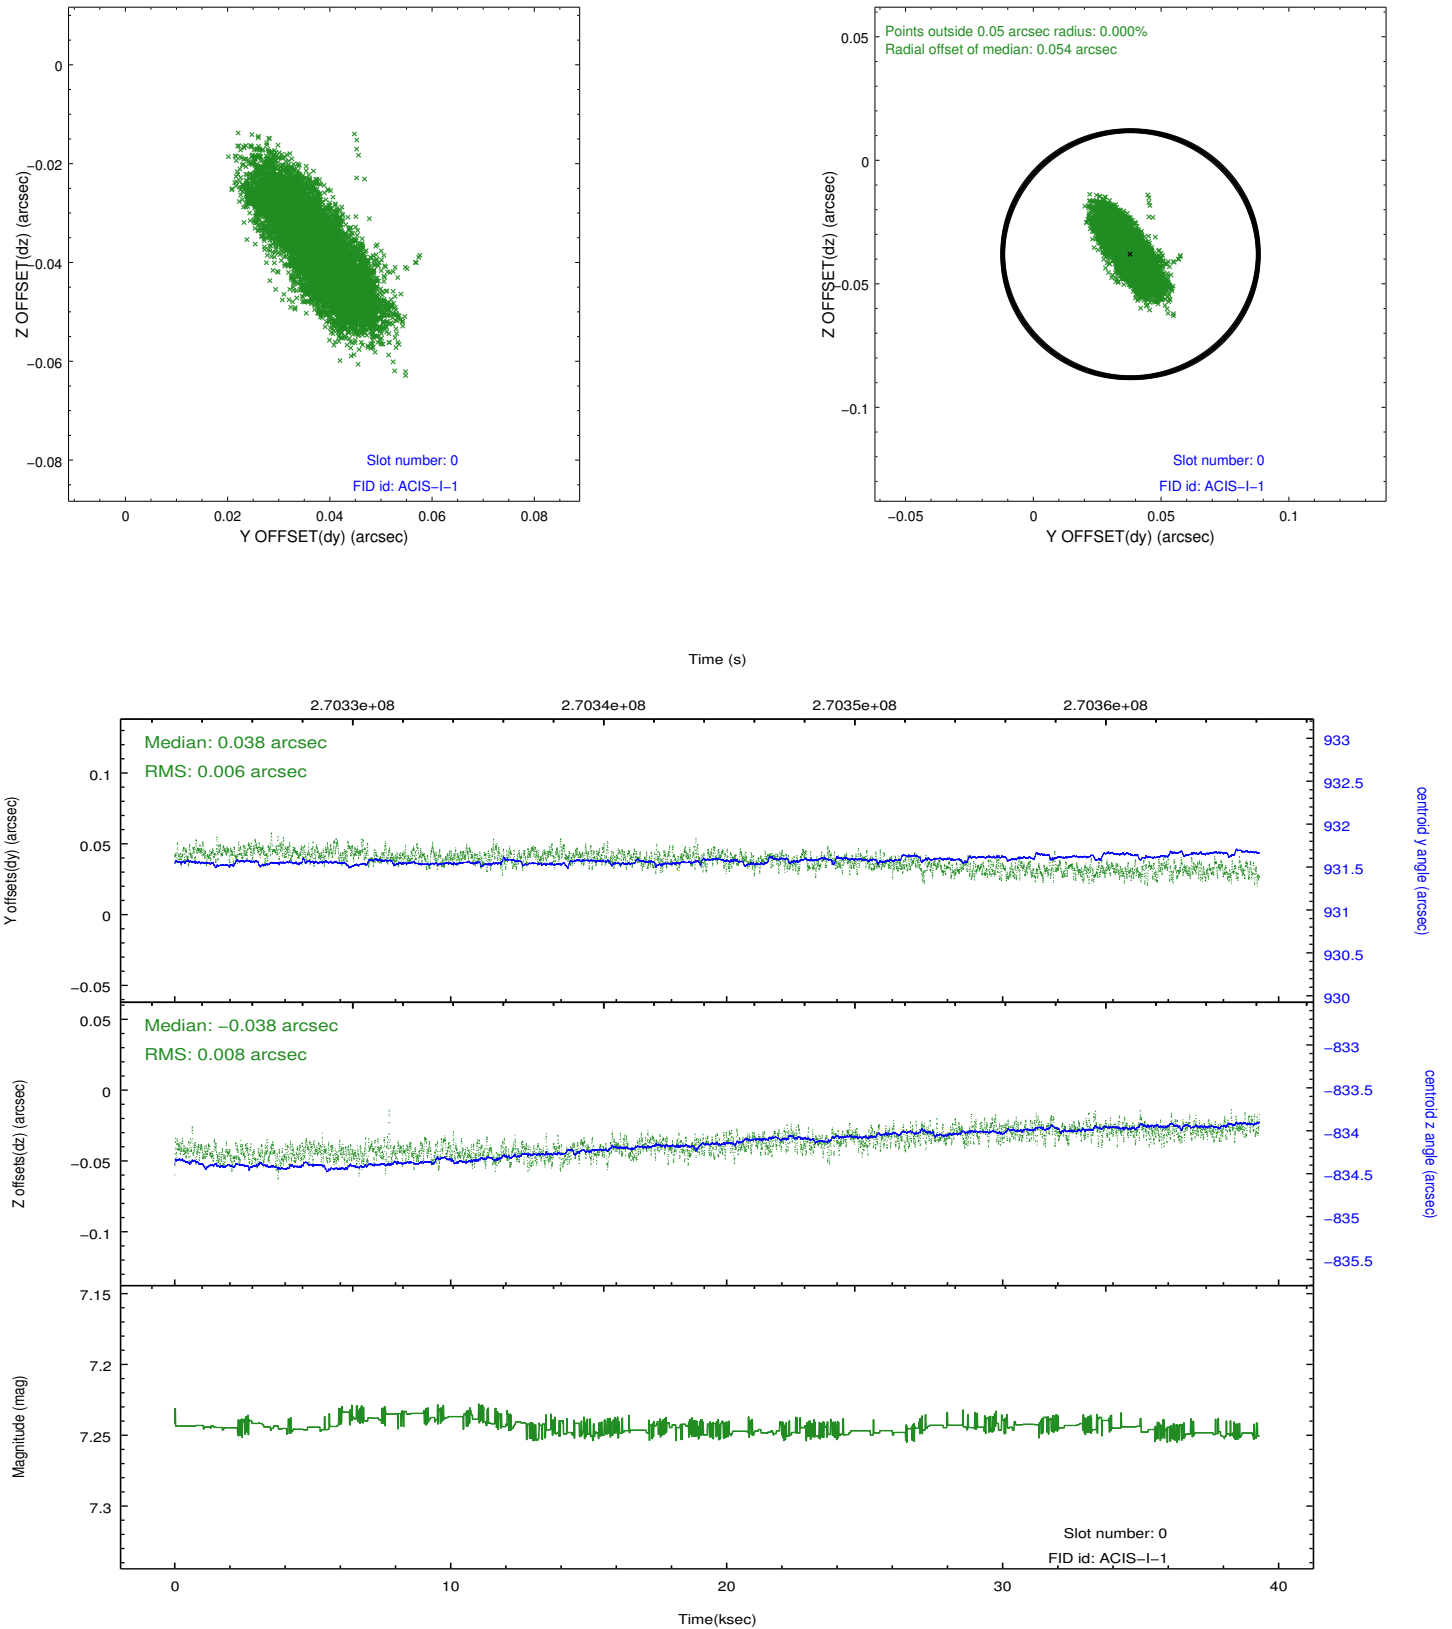 0
−0.02
−0.04
−0.06
−0.08
Z OFFSET(dz) (arcsec)
0
0.02
0.04
0.06
0.08
Y OFFSET(dy) (arcsec)
Slot number: 0
FID id: ACIS−I−1
Points outside 0.05 arcsec radius: 0.000%
Radial offset of median: 0.054 arcsec
0.05
0
−0.05
−0.1
Z OFFSET(dz) (arcsec)
Slot number: 0
FID id: ACIS−I−1
−0.05
0
0.05
0.1
Y OFFSET(dy) (arcsec)
Time (s)
2.7033e+08
2.7034e+08
2.7035e+08
2.7036e+08
Median: 0.038 arcsec
RMS: 0.006 arcsec
0.1
0.05
0
−0.05
Y offsets(dy) (arcsec)
933
932.5
932
931.5
931
930.5
930
centroid y angle (arcsec)
Median: −0.038 arcsec
RMS: 0.008 arcsec
0.05
0
−0.05
−0.1
Z offsets(dz) (arcsec)
−833
−833.5
−834
−834.5
−835
−835.5
centroid z angle (arcsec)
7.15
7.2
7.25
7.3
Magnitude (mag)
Slot number: 0
FID id: ACIS−I−1
0
10
20
30
40
Time(ksec)